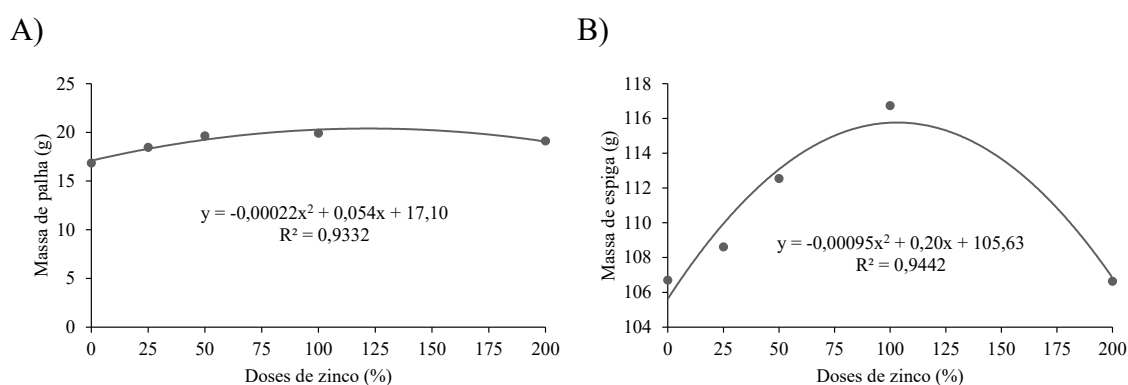 A)
B)
25
20
15
10
5
0
Massa de palha (g)
y = -0,00022x² + 0,054x + 17,10
R² = 0,9332
0 25 50 75 100 125 150 175 200
Doses de zinco (%)
118
116
114
112
110
108
106
104
Massa de espiga (g)
y = -0,00095x² + 0,20x + 105,63
R² = 0,9442
0 25 50 75 100 125 150 175 200
Doses de zinco (%)